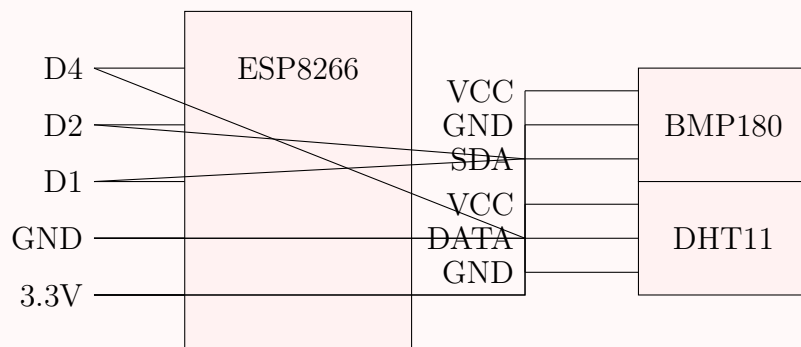 D4
D2
D1
GND
3.3V
ESP8266
VCC
GND
SDA
VCC
DATA
GND
BMP180
DHT11